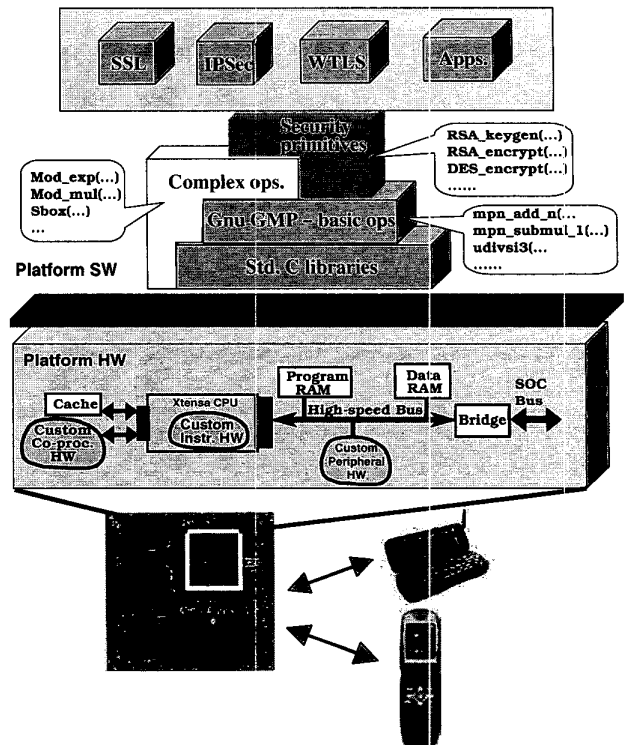 SSL
IPSec
WTLS
Apps.
Security
primitives
RSA_keygen(...)
RSA_encrypt(...)
DES_encrypt(...)
......
Mod_exp(...)
Mod_mul(...)
Sbox(...)
...
Complex ops.
Gnu GMP – basic ops
mpn_add_n(...
mpn_submul_1(...)
udivsi3(...
......
Platform SW
Std. C libraries
Platform HW
Cache
Custom
Co-proc.
HW
Xtensa CPU
Custom
Instr. HW
Program
RAM
Data
RAM
High-speed Bus
Custom
Peripheral
HW.
Bridge
SOC
Bus